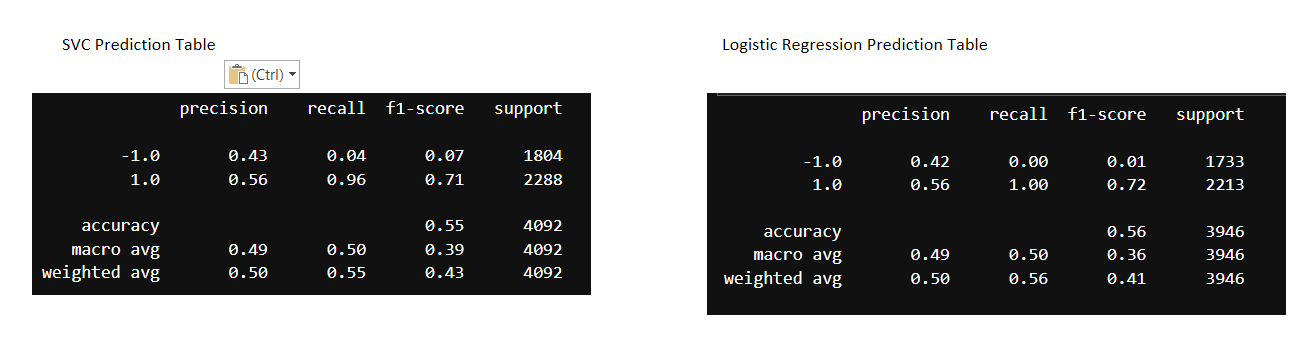 SVC Prediction Table
(Ctrl)
precision recall f1-score support
-1.0 0.43 0.04 0.07 1804
1.0 0.56 0.96 0.71 2288
accuracy 0.55 4092
macro avg 0.49 0.50 0.39 4092
weighted avg 0.50 0.55 0.43 4092
Logistic Regression Prediction Table
precision recall f1-score support
-1.0 0.42 0.00 0.01 1733
1.0 0.56 1.00 0.72 2213
accuracy 0.56 3946
macro avg 0.49 0.50 0.36 3946
weighted avg 0.50 0.56 0.41 3946